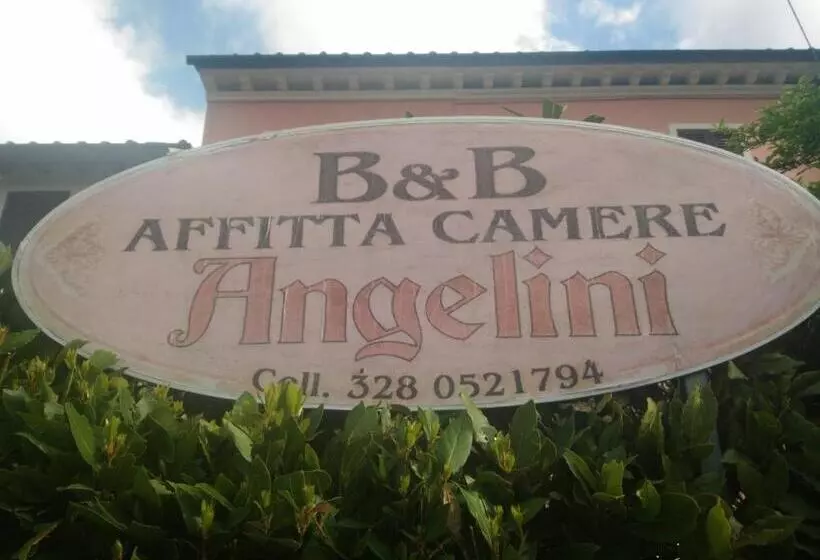 B&B
AFFITTA CAMERE
Angelini
Cell. 328 0521794